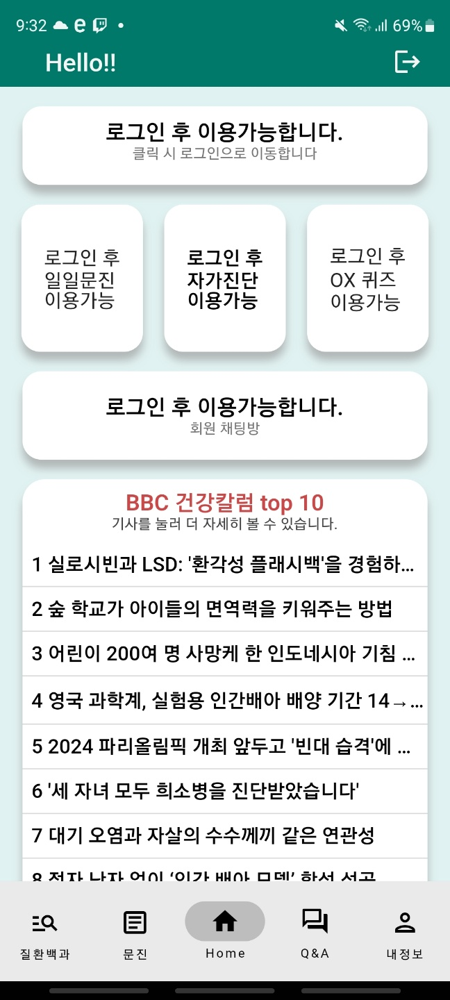 9:32
69%
Hello!!
로그인 후 이용가능합니다.
클릭 시 로그인으로 이동합니다
로그인 후
일일문진
이용가능
로그인 후
자가진단
이용가능
로그인 후
OX 퀴즈
이용가능
로그인 후 이용가능합니다.
회원 채팅방
BBC 건강칼럼 top 10
기사를 눌러 더 자세히 볼 수 있습니다.
1 실로시빈과 LSD: '환각성 플래시백'을 경험하...
2 숲 학교가 아이들의 면역력을 키워주는 방법
3 어린이 200여 명 사망케 한 인도네시아 기침 ...
4 영국 과학계, 실험용 인간배아 배양 기간 14→...
5 2024 파리올림픽 개최 앞두고 '빈대 습격'에 ...
6 '세 자녀 모두 희소병을 진단받았습니다'
7 대기 오염과 자살의 수수께끼 같은 연관성
8 정자 난자 없이 ‘인간 배아 모델’ 합성 성공
질환백과
문진
Home
Q&A
내정보